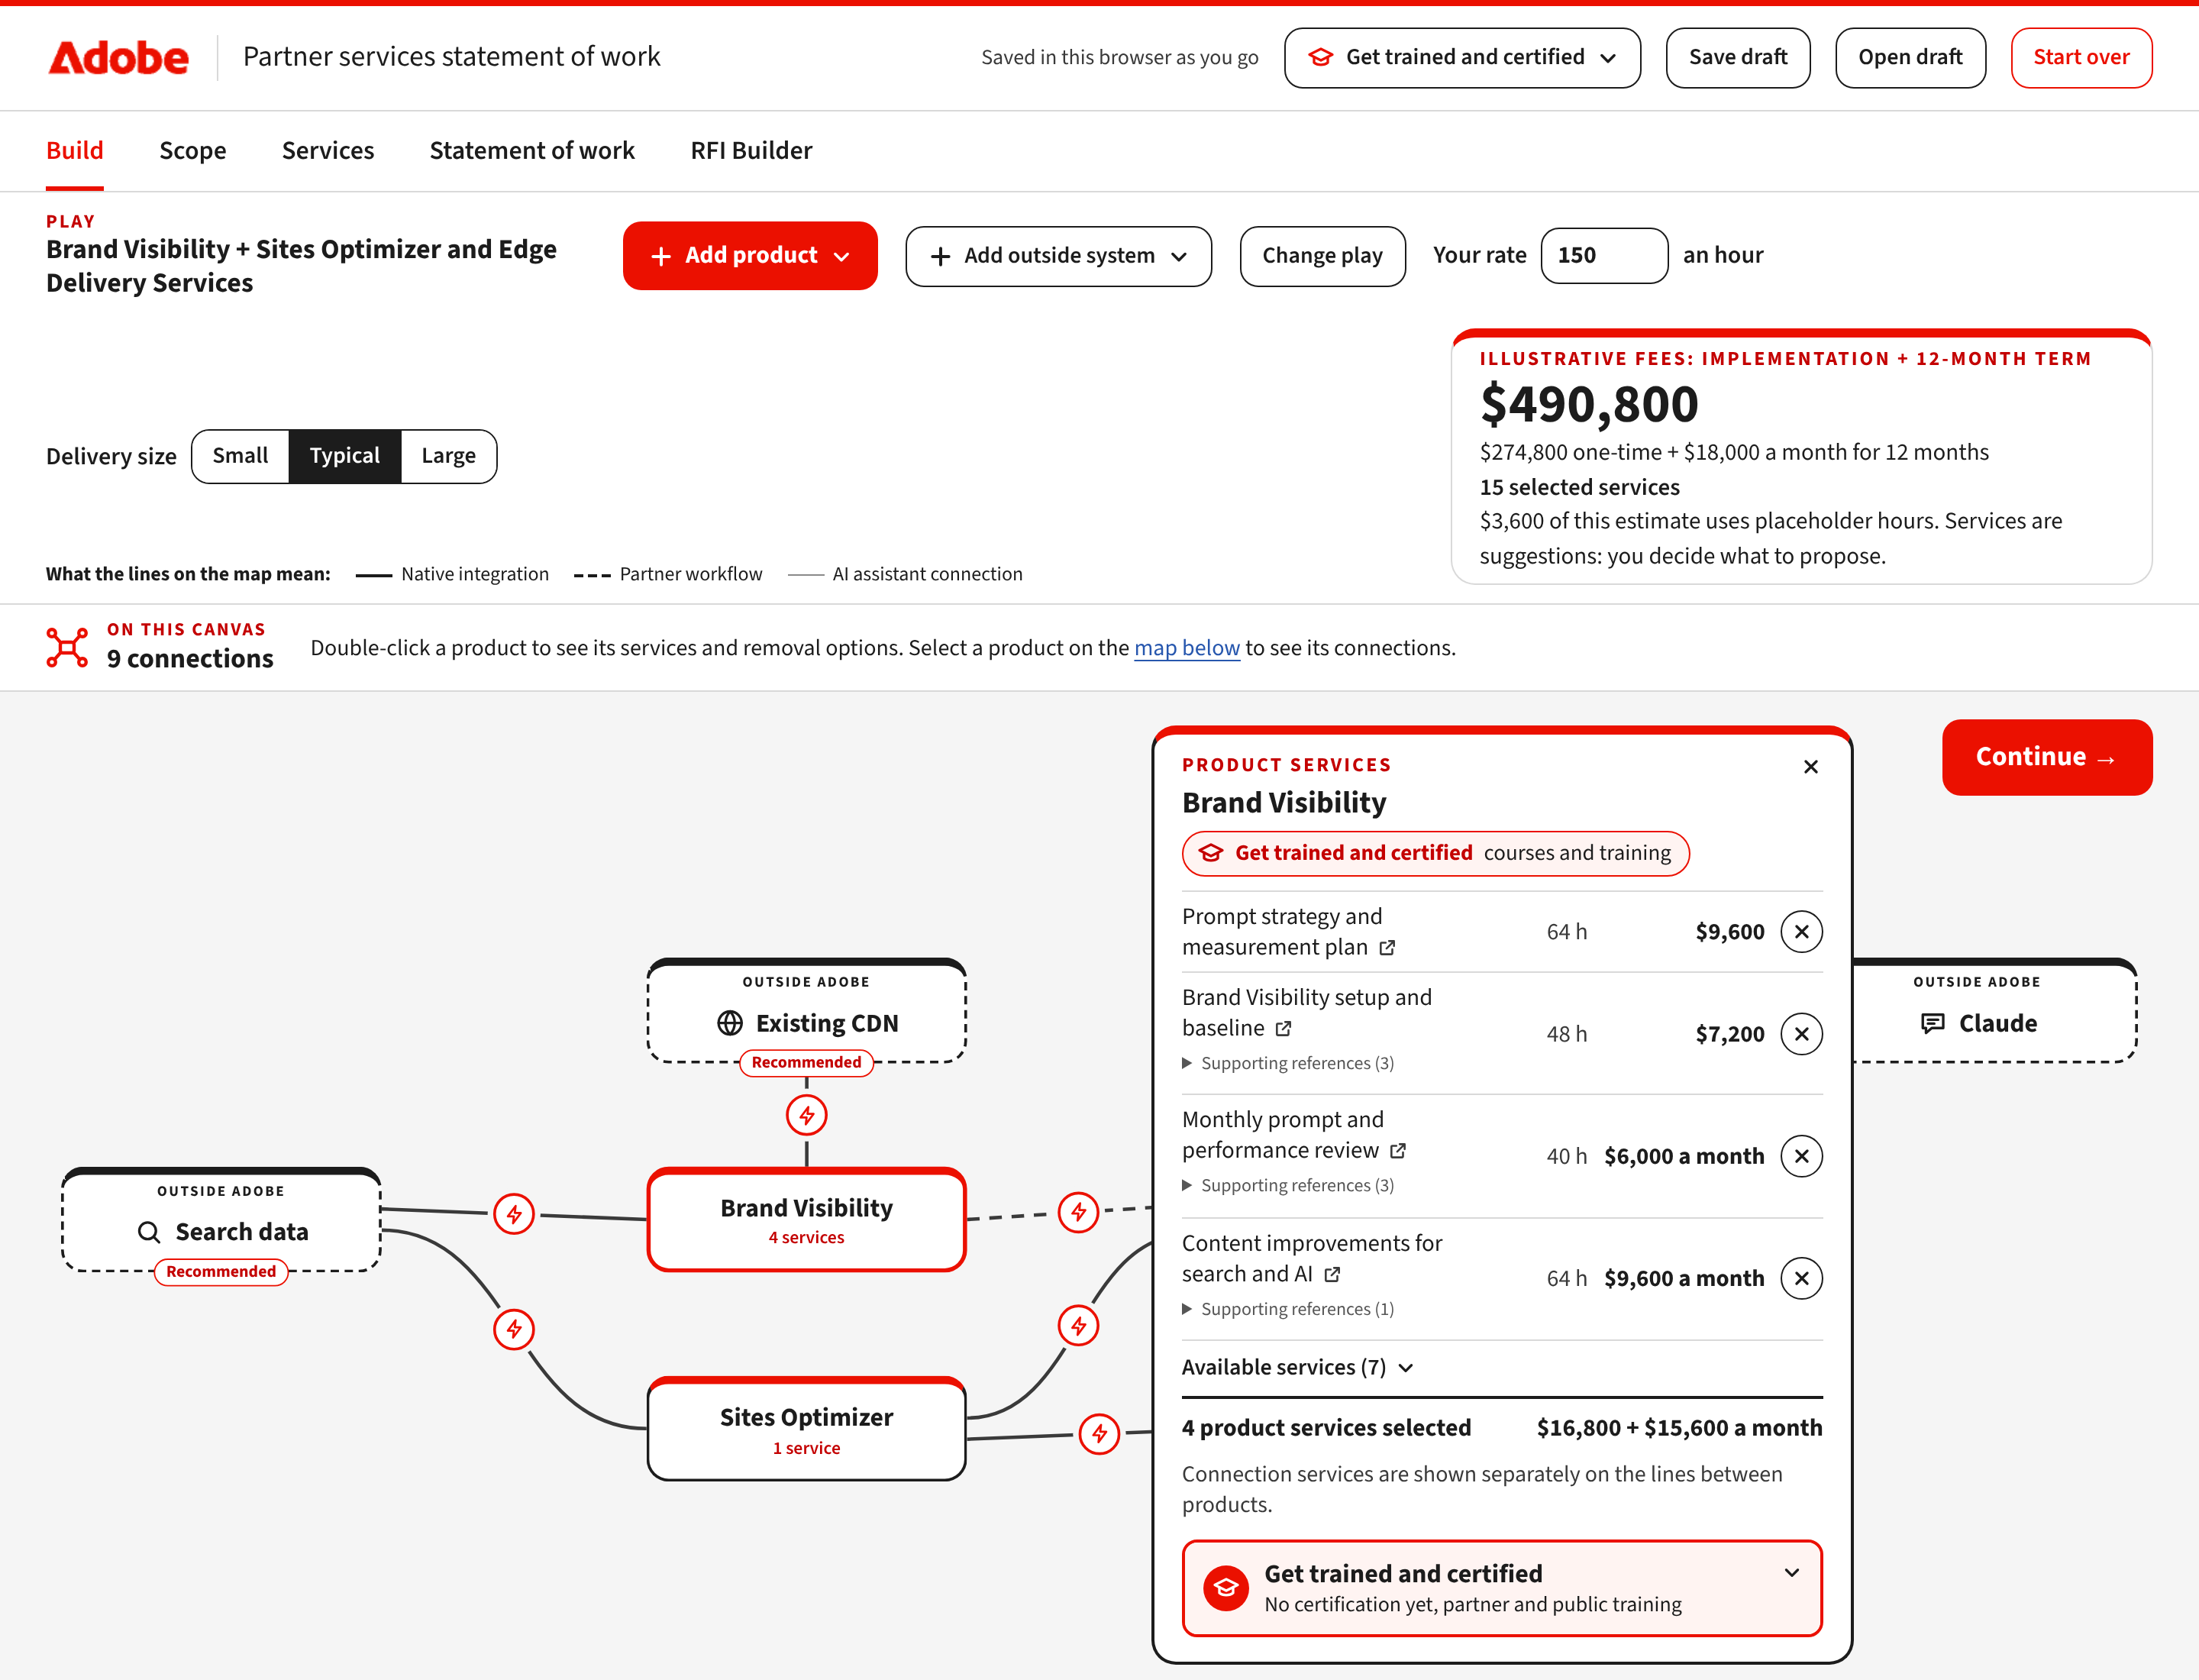 Adobe
Partner services statement of work
Saved in this browser as you go
Get trained and certified
Save draft
Open draft
Start over
Build
Scope
Services
Statement of work
RFI Builder
PLAY
Brand Visibility + Sites Optimizer and Edge
Delivery Services
Add product
Add outside system
Change play
Your rate
150
an hour
ILLUSTRATIVE FEES: IMPLEMENTATION + 12-MONTH TERM
$490,800
$274,800 one-time + $18,000 a month for 12 months
15 selected services
$3,600 of this estimate uses placeholder hours. Services are
suggestions: you decide what to propose.
Delivery size
Small
Typical
Large
What the lines on the map mean:
Native integration
Partner workflow
AI assistant connection
ON THIS CANVAS
9 connections
Double-click a product to see its services and removal options. Select a product on the map below to see its connections.
Continue →
PRODUCT SERVICES
Brand Visibility
Get trained and certified courses and training
Prompt strategy and
measurement plan
64 h
$9,600
Brand Visibility setup and
baseline
48 h
$7,200
Supporting references (3)
Monthly prompt and
performance review
40 h
$6,000 a month
Supporting references (3)
Content improvements for
search and AI
64 h
$9,600 a month
Supporting references (1)
Available services (7)
4 product services selected
$16,800 + $15,600 a month
Connection services are shown separately on the lines between
products.
Get trained and certified
No certification yet, partner and public training
OUTSIDE ADOBE
Existing CDN
Recommended
OUTSIDE ADOBE
Claude
OUTSIDE ADOBE
Search data
Recommended
Brand Visibility
4 services
Sites Optimizer
1 service